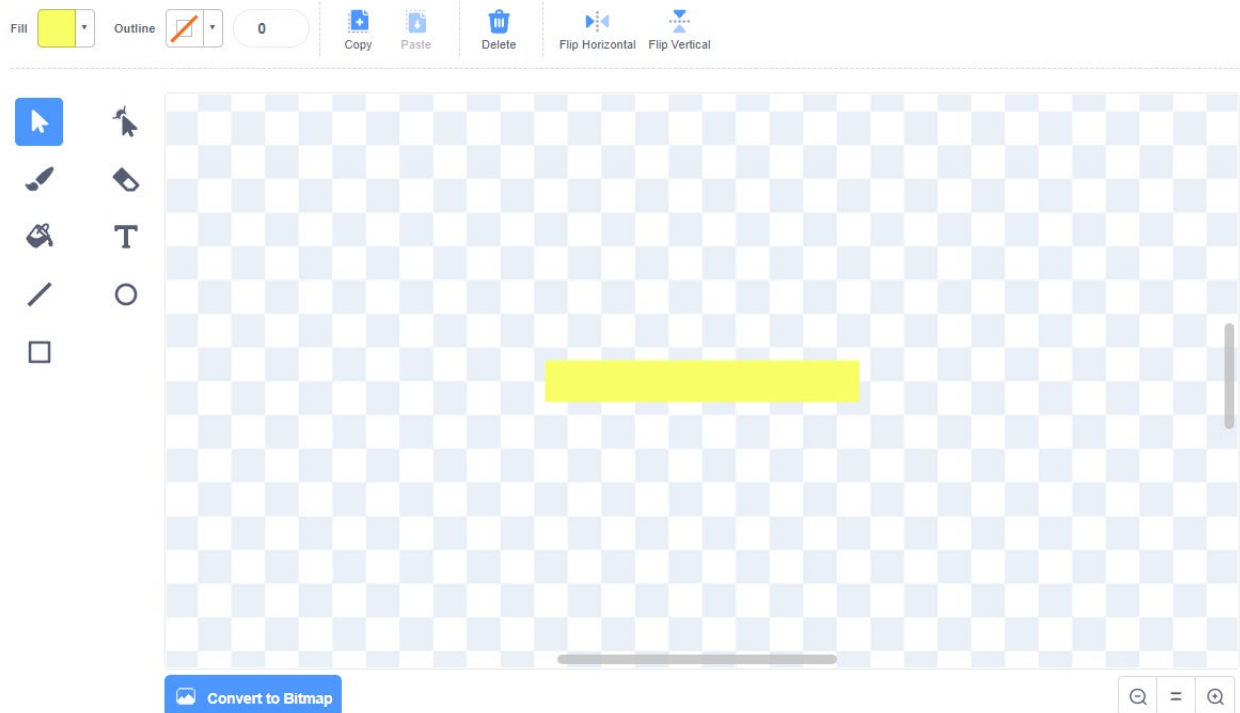 Fill Outline 0 Copy Paste Delete Flip Horizontal Flip Vertical
T
Convert to Bitmap =